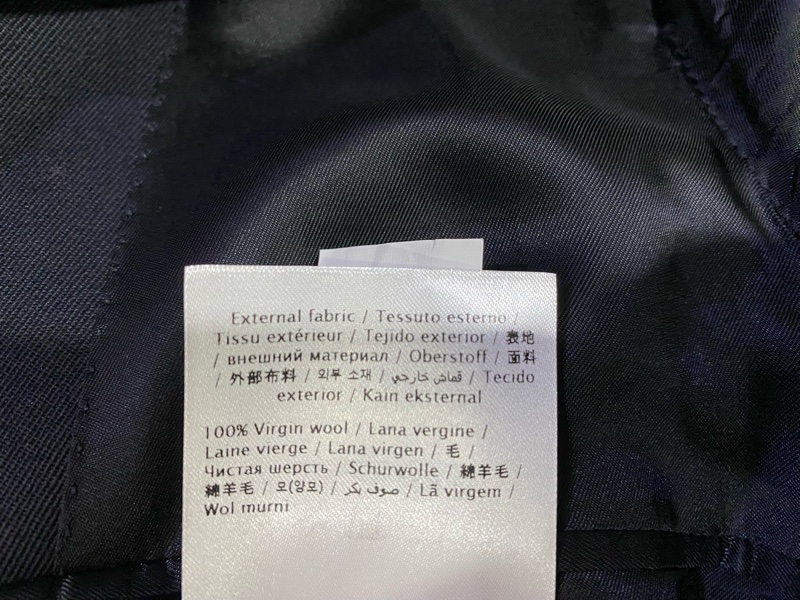 External fabric / Tessuto esterno /
Tissu extérieur / Tejido exterior / 表地
/ внешний материал / Oberstoff / 面料
/ 外部布料 / 외부 소재 / قماش خارجي / Tecido
exterior / Kain eksternal
100% Virgin wool / Lana vergine /
Laine vierge / Lana virgen / 毛 /
Чистая шерсть / Schurwolle / 綿羊毛 /
綿羊毛 / 모(양모) / صوف بكر / Lã virgem /
Wol murni